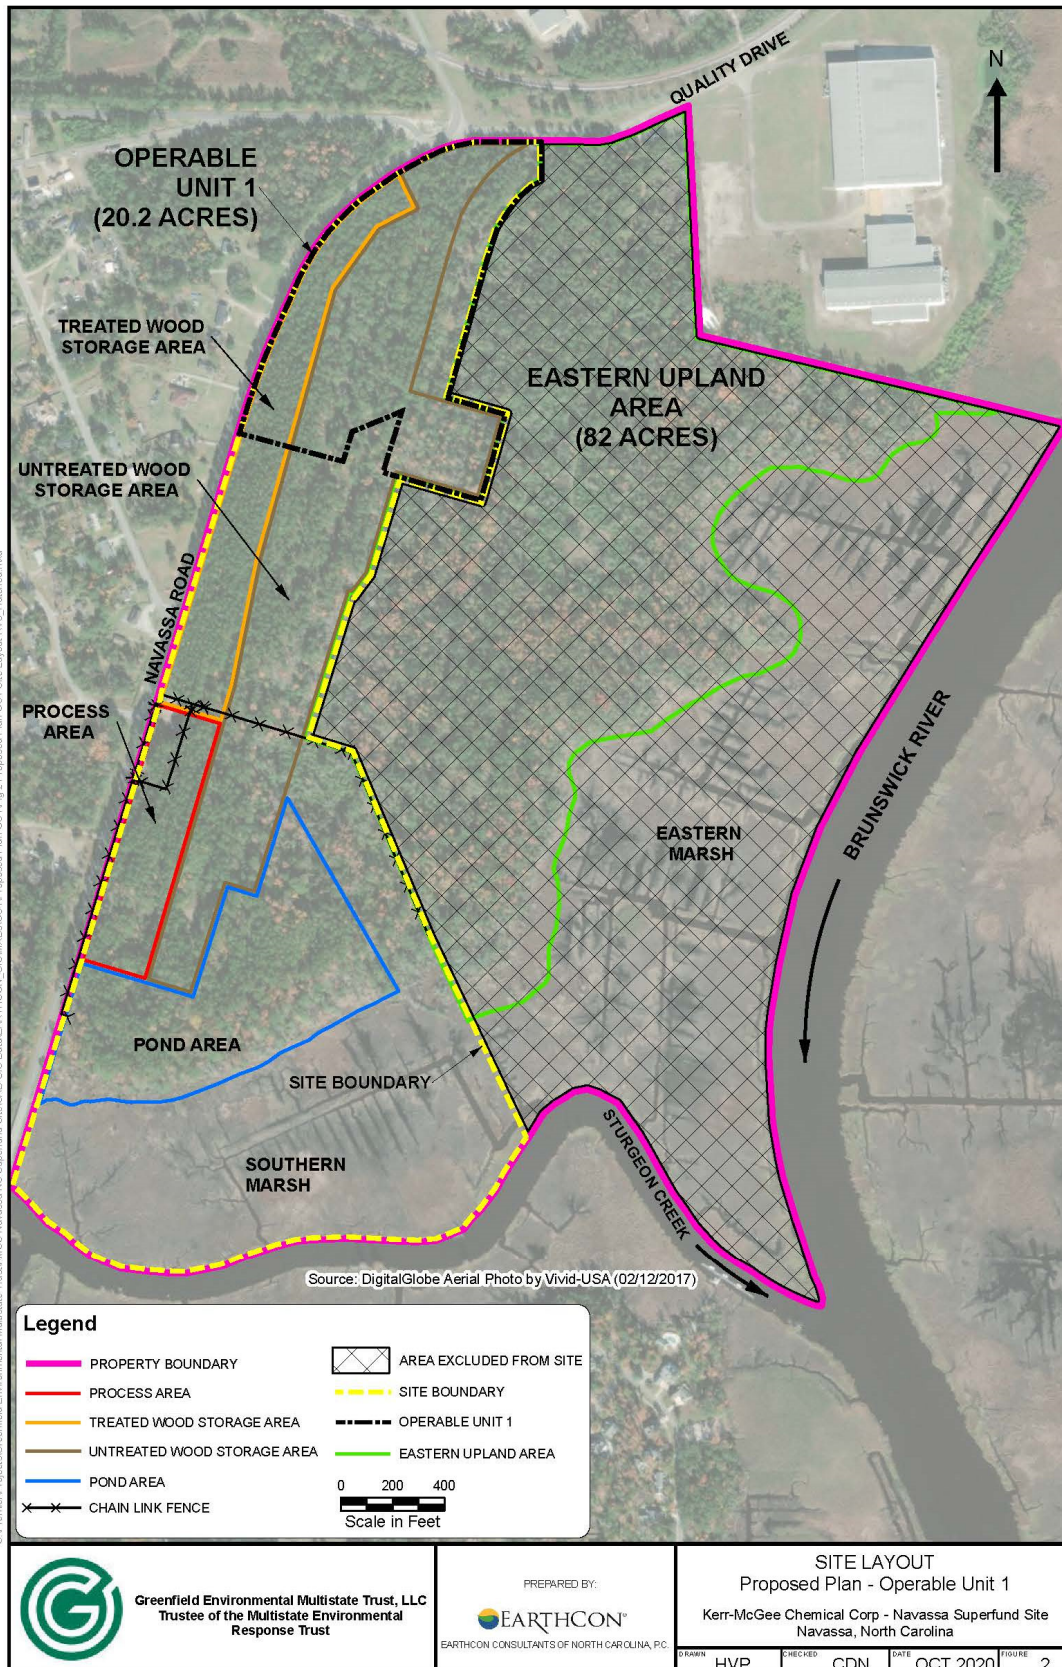 QUALITY DRIVE
N
OPERABLE
UNIT 1
(20.2 ACRES)
TREATED WOOD
STORAGE AREA
EASTERN UPLAND
AREA
(82 ACRES)
UNTREATED WOOD
STORAGE AREA
NAVASSA ROAD
PROCESS
AREA
BRUNSWICK RIVER
EASTERN
MARSH
POND AREA
SITE BOUNDARY
STURGEON CREEK
SOUTHERN
MARSH
Source: DigitalGlobe Aerial Photo by Vivid-USA (02/12/2017)
Legend
PROPERTY BOUNDARY
PROCESS AREA
TREATED WOOD STORAGE AREA
UNTREATED WOOD STORAGE AREA
POND AREA
CHAIN LINK FENCE
AREA EXCLUDED FROM SITE
SITE BOUNDARY
OPERABLE UNIT 1
EASTERN UPLAND AREA
0 200 400
Scale in Feet
Greenfield Environmental Multistate Trust, LLC
Trustee of the Multistate Environmental
Response Trust
PREPARED BY:
EARTHCON
EARTHCON CONSULTANTS OF NORTH CAROLINA, P.C.
SITE LAYOUT
Proposed Plan - Operable Unit 1
Kerr-McGee Chemical Corp - Navassa Superfund Site
Navassa, North Carolina
DRAWN HVP CHECKED CDN DATE OCT 2020 FIGURE 2